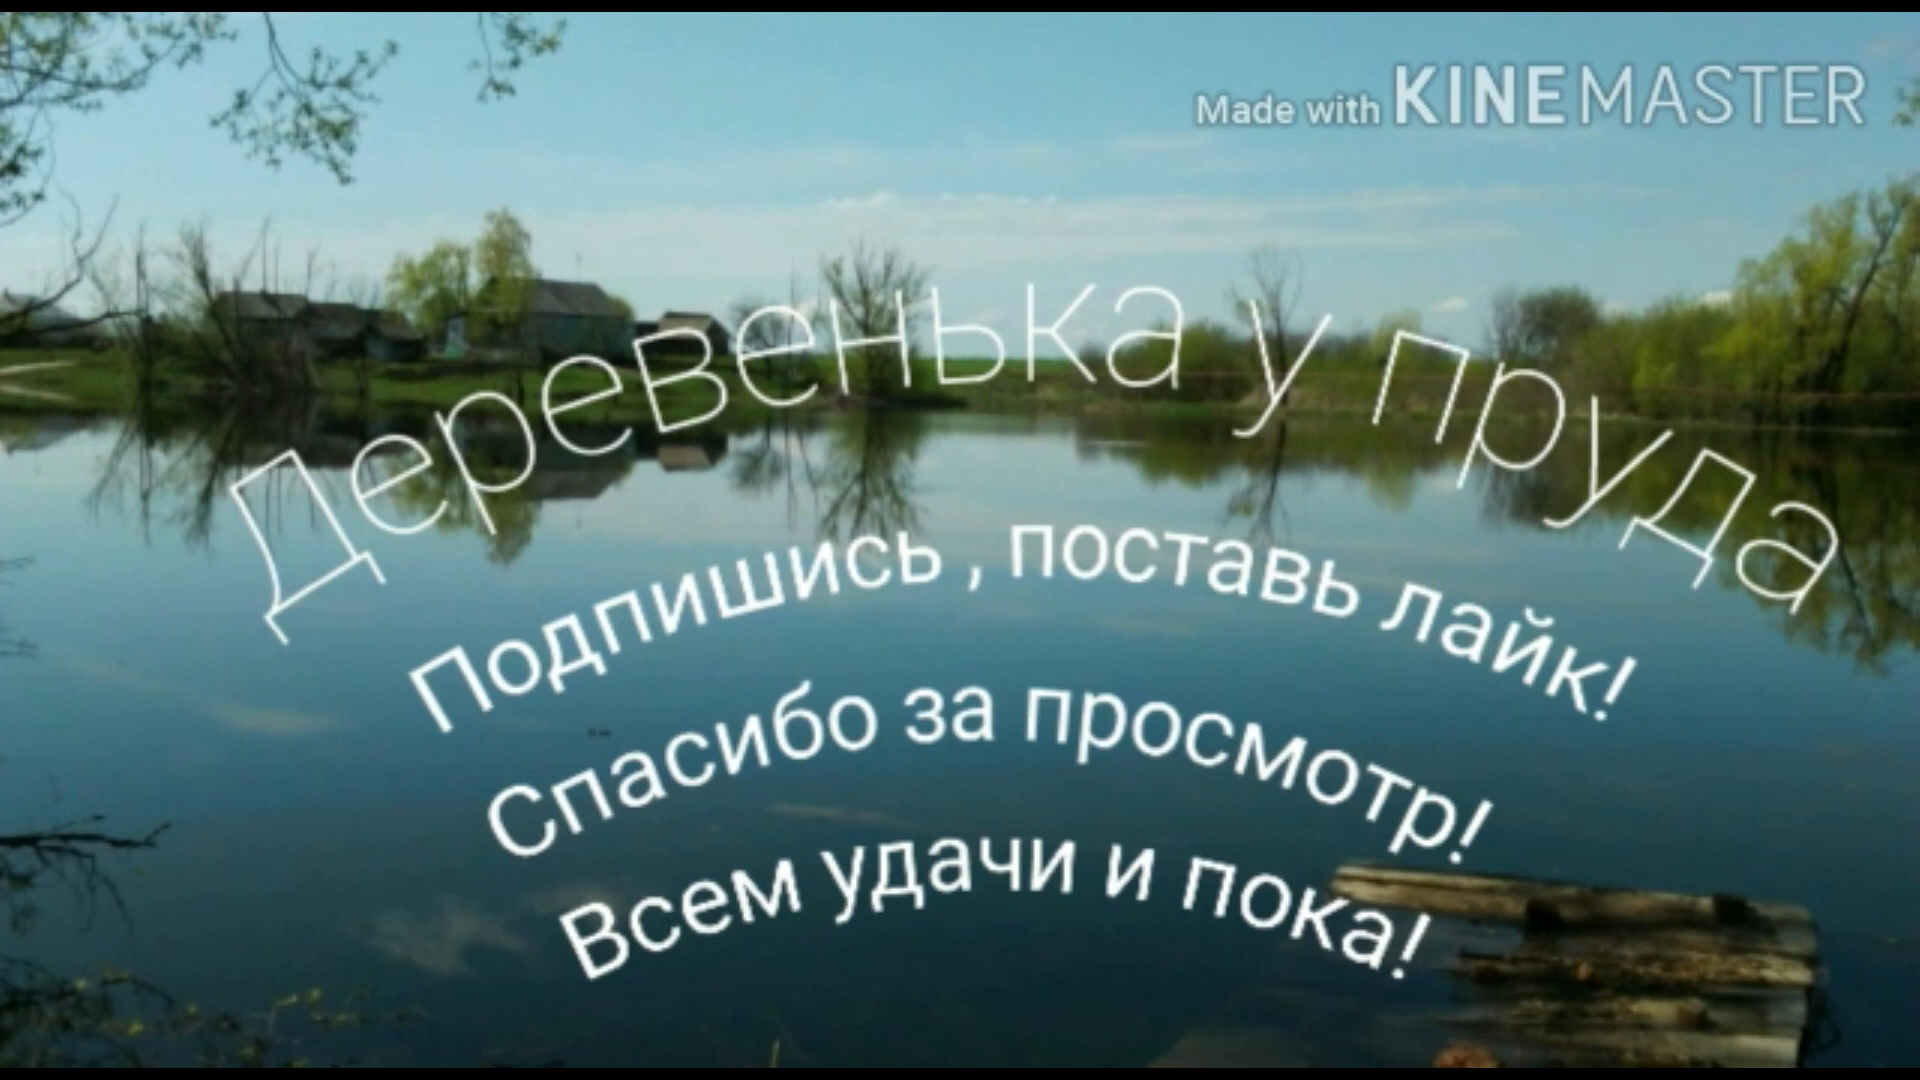 Made with KINEMASTER
Деревенька у пруда
Подпишись , поставь лайк!
Спасибо за просмотр!
Всем удачи и пока!